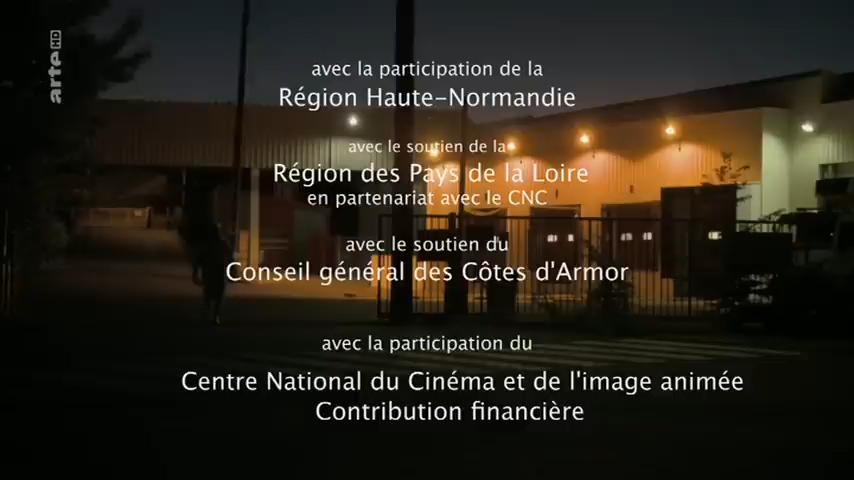 arte HD
avec la participation de la
Région Haute-Normandie
avec le soutien de la
Région des Pays de la Loire
en partenariat avec le CNC
avec le soutien du
Conseil général des Côtes d'Armor
avec la participation du
Centre National du Cinéma et de l'image animée
Contribution financière